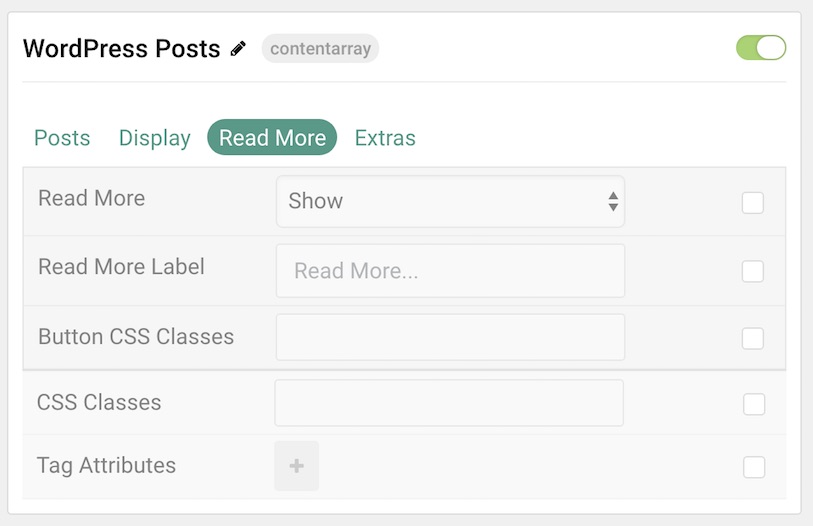 WordPress Posts contentarray
Posts Display Read More Extras
Read More Show
Read More Label Read More...
Button CSS Classes
CSS Classes
Tag Attributes +